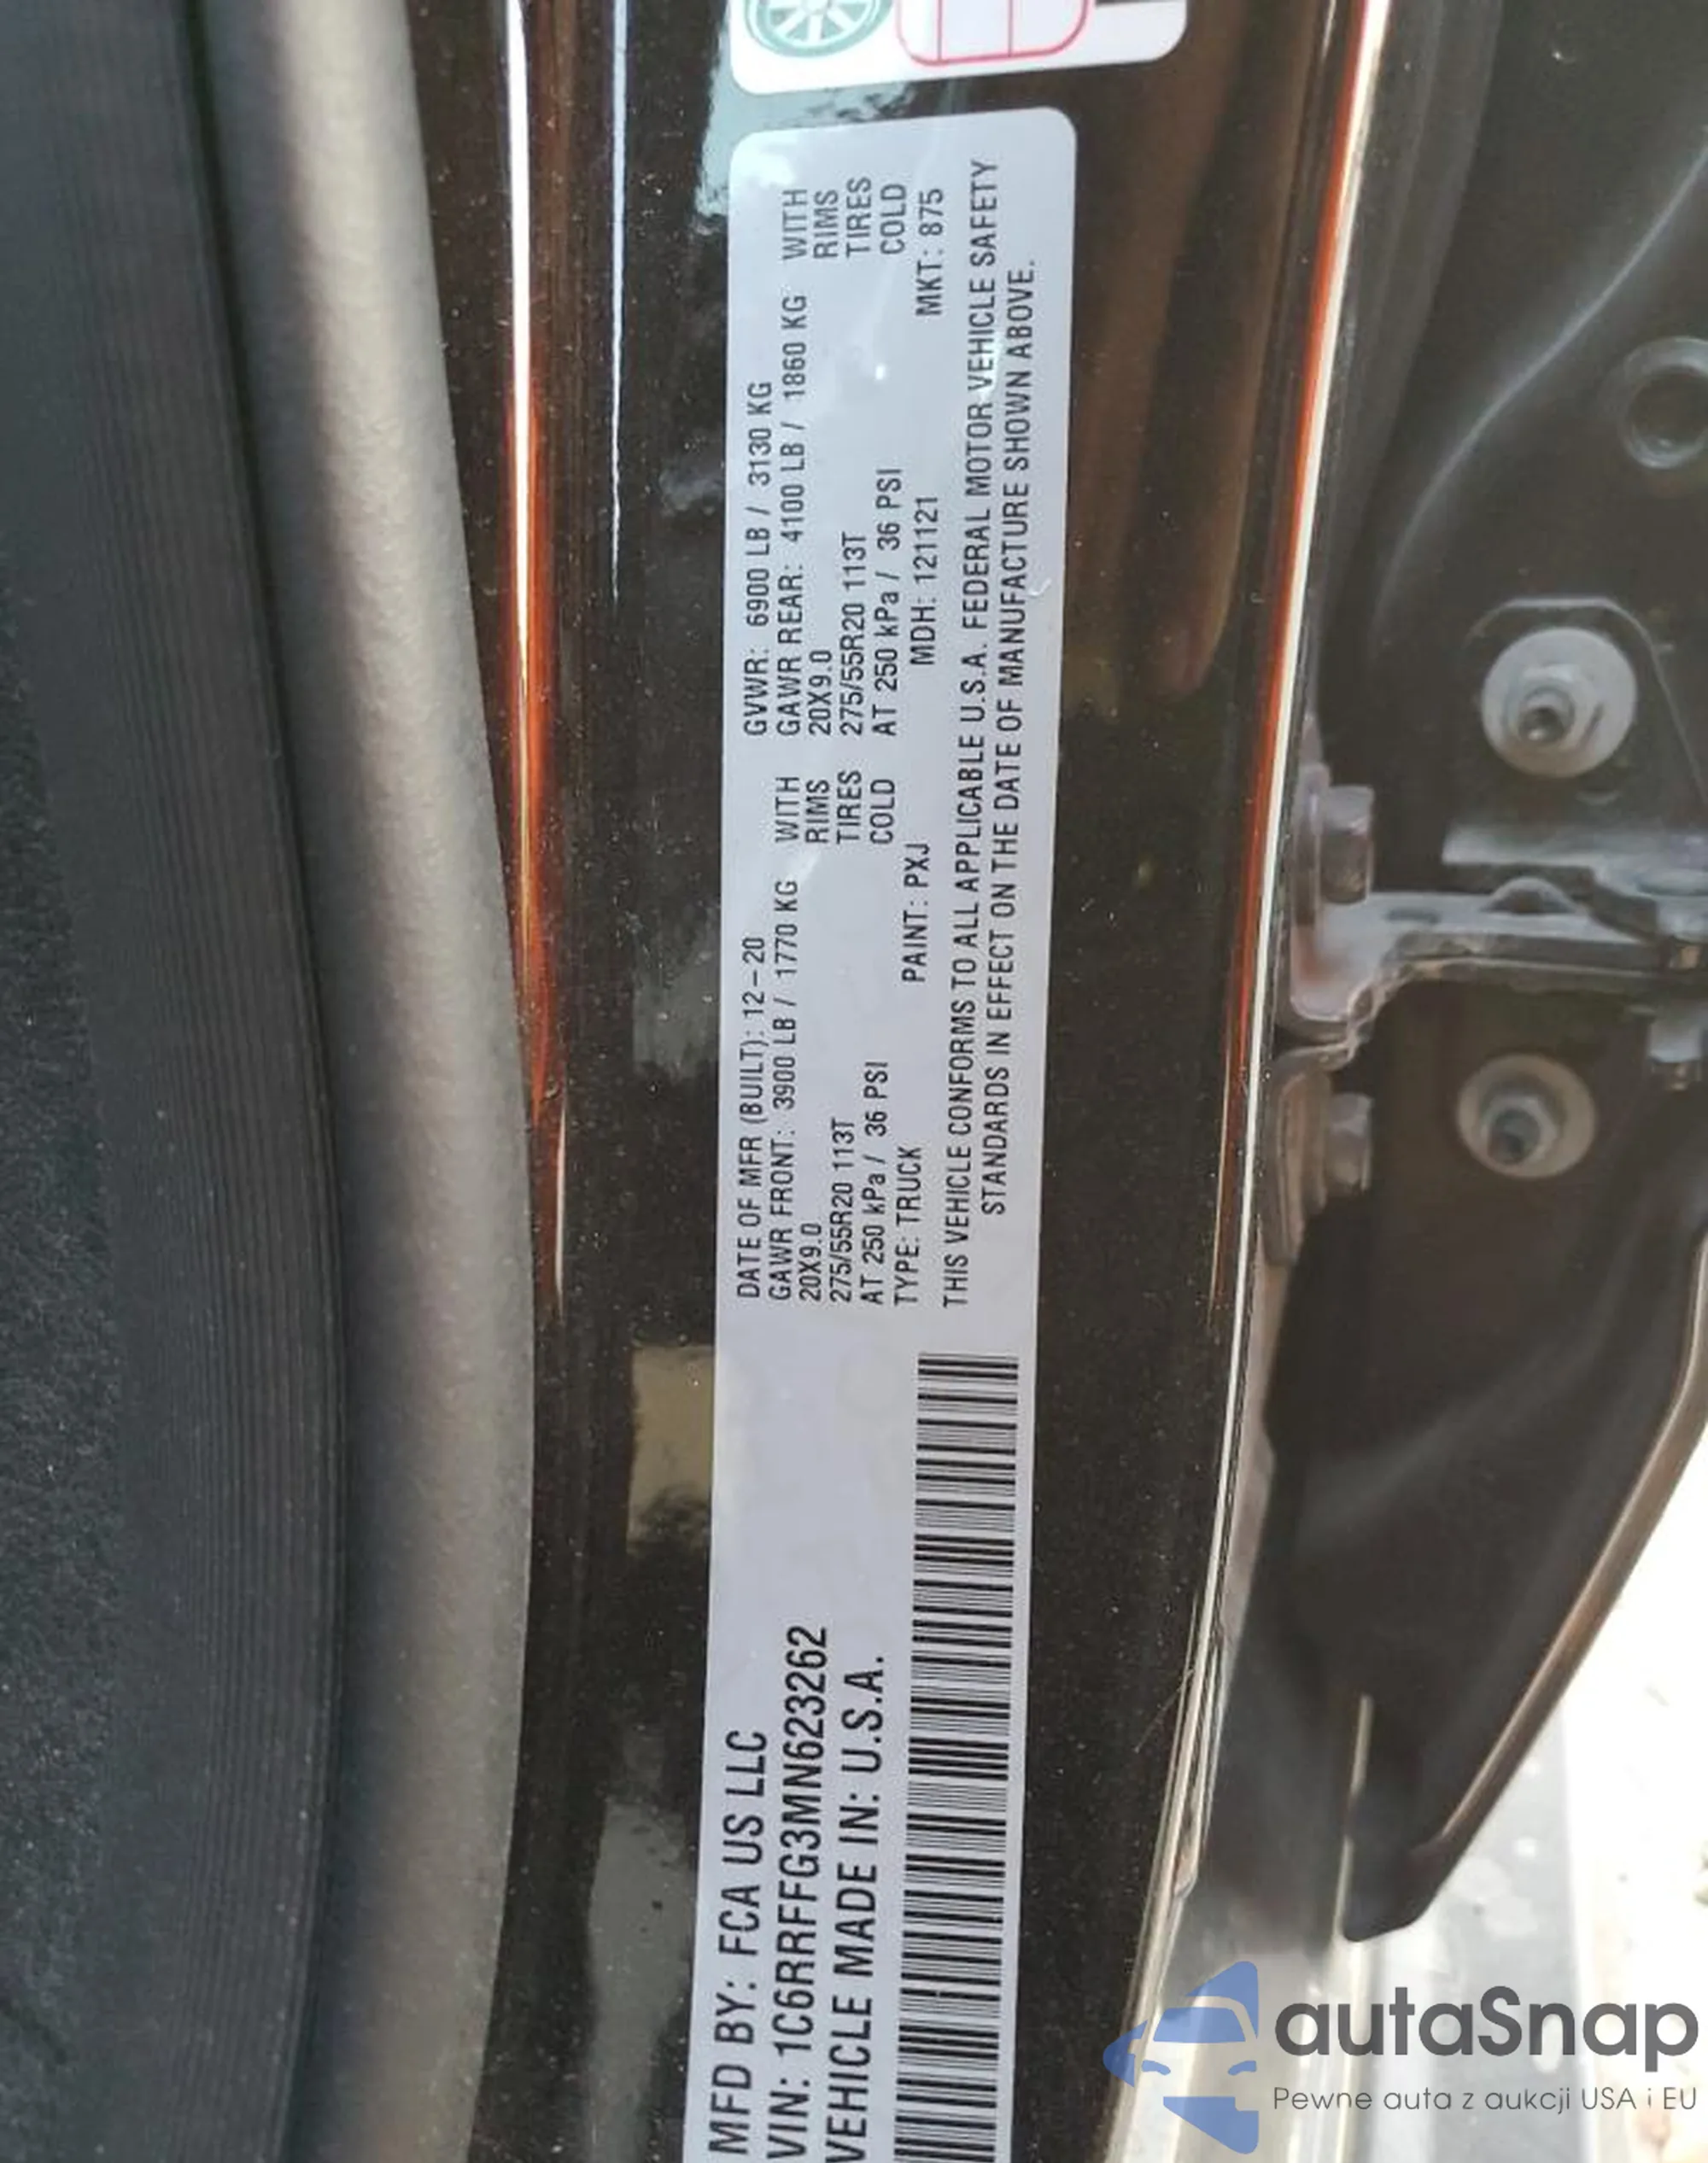 MFD BY: FCA US LLC
VIN: 1C6RRFFG3MN623262
VEHICLE MADE IN: U.S.A.
DATE OF MFR (BUILT): 12-20 GVWR: 6900 LB / 3130 KG
GAWR FRONT: 3900 LB / 1770 KG WITH GAWR REAR: 4100 LB / 1860 KG WITH
20X9.0 RIMS 20X9.0 RIMS
275/55R20 113T TIRES 275/55R20 113T TIRES
AT 250 kPa / 36 PSI COLD AT 250 kPa / 36 PSI COLD
TYPE: TRUCK PAINT: PXJ MDH: 121121 MKT: 875
THIS VEHICLE CONFORMS TO ALL APPLICABLE U.S.A. FEDERAL MOTOR VEHICLE SAFETY
STANDARDS IN EFFECT ON THE DATE OF MANUFACTURE SHOWN ABOVE.
autaSnap
Pewne auta z aukcji USA i EU